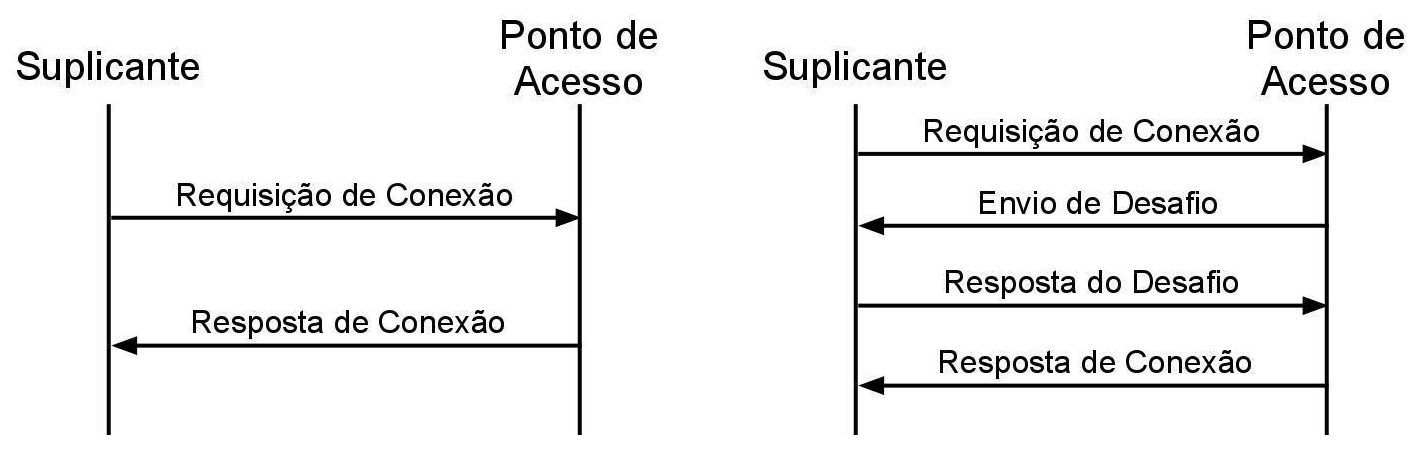 Suplicante
Ponto de
Acesso
Requisição de Conexão
Resposta de Conexão
Suplicante
Ponto de
Acesso
Requisição de Conexão
Envio de Desafio
Resposta do Desafio
Resposta de Conexão